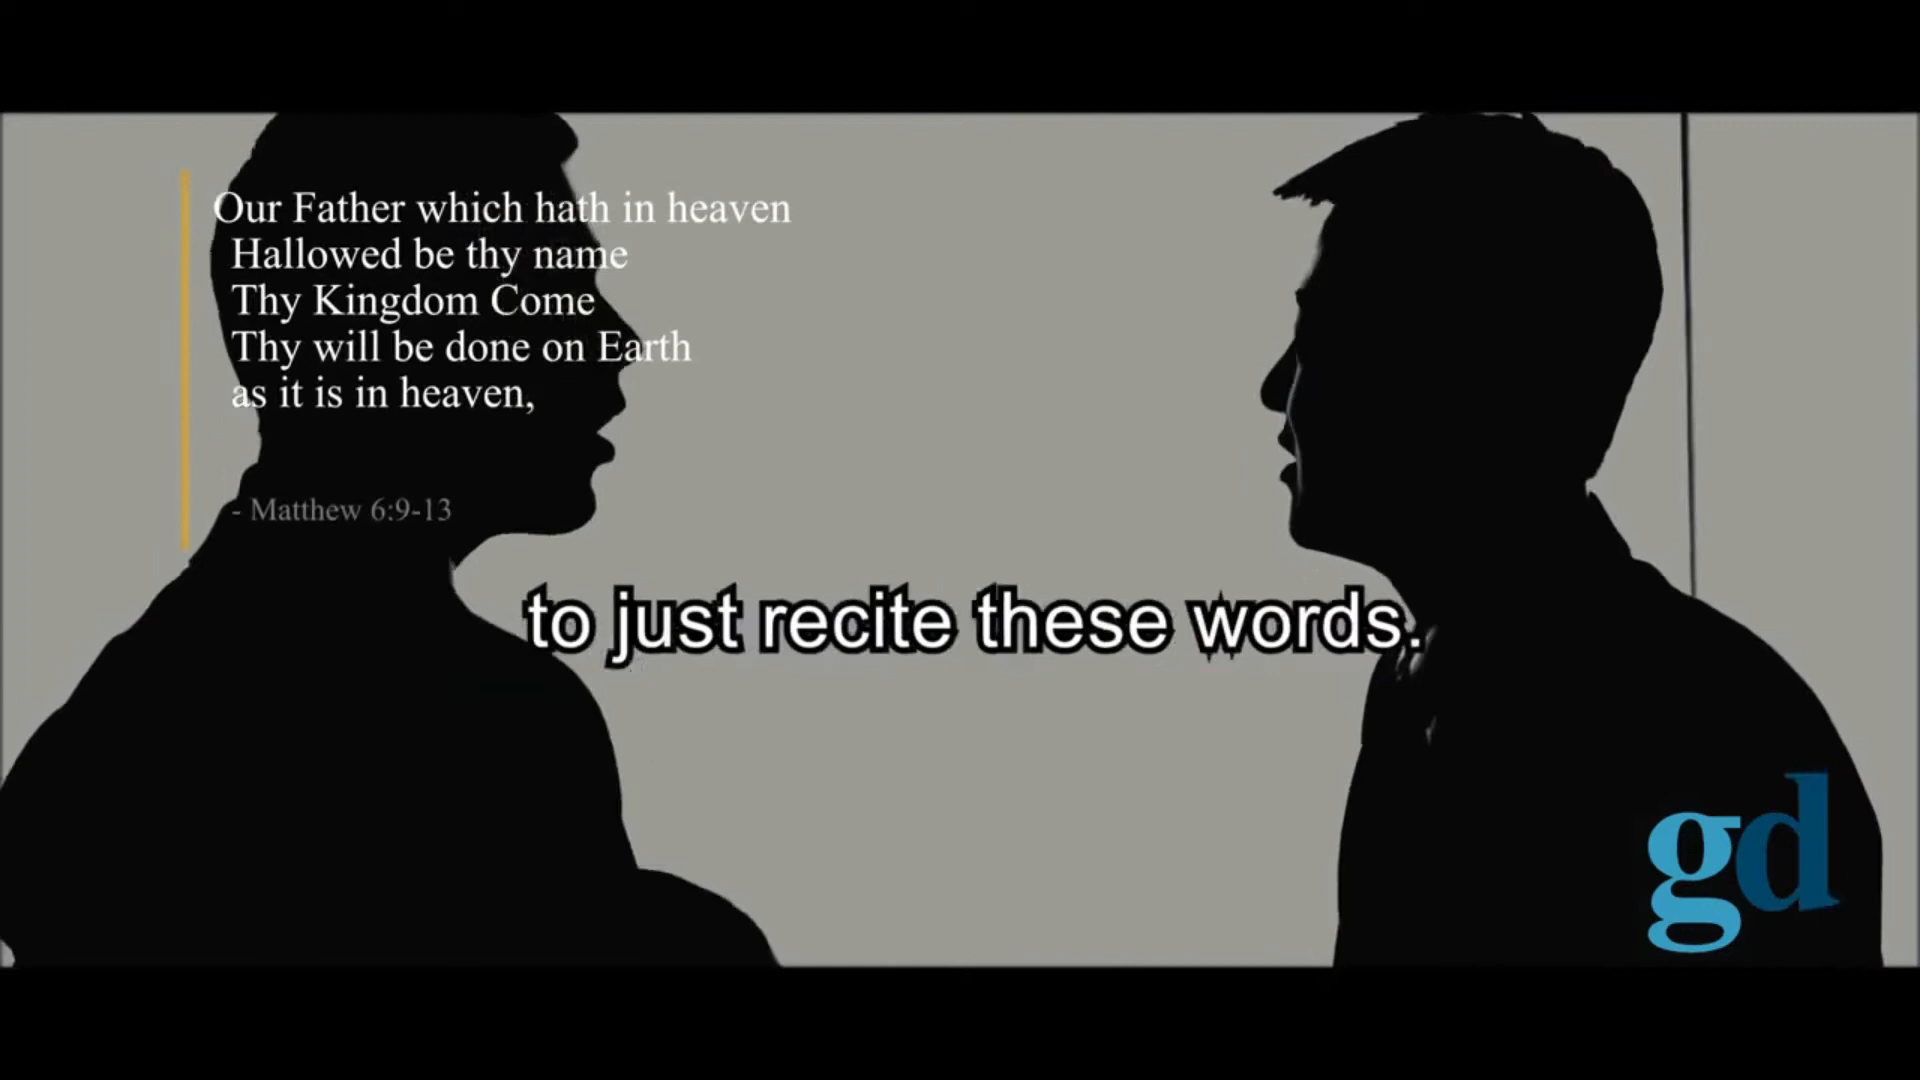 Our Father which hath in heaven
Hallowed be thy name
Thy Kingdom Come
Thy will be done on Earth
as it is in heaven,
- Matthew 6:9-13
to just recite these words.
gd